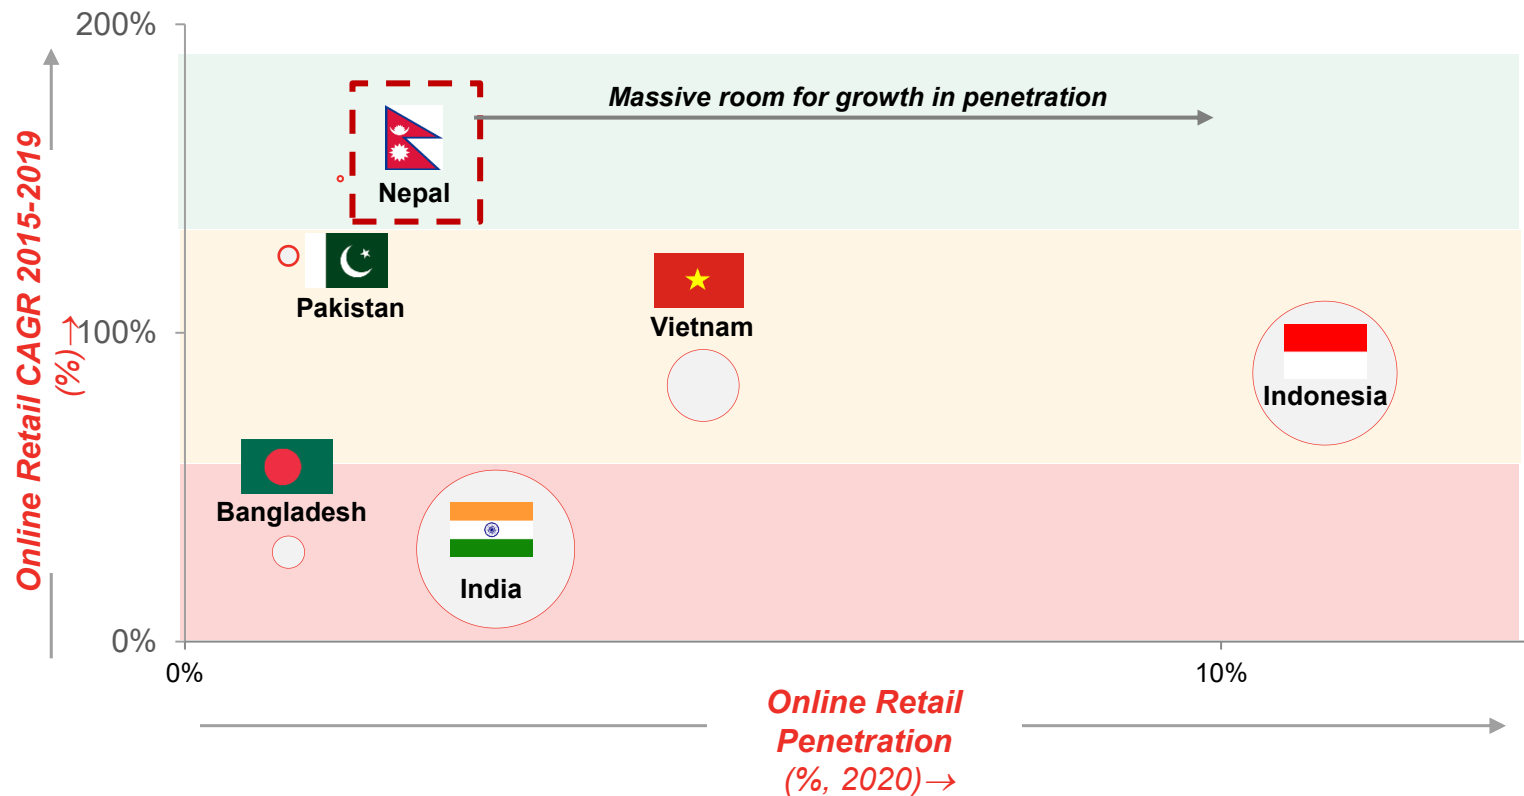 200%
Massive room for growth in penetration
Nepal
Pakistan
Vietnam
100%
Indonesia
Bangladesh
India
0%
Online Retail CAGR 2015-2019
(%)→
0%
10%
Online Retail
Penetration
(%, 2020)→